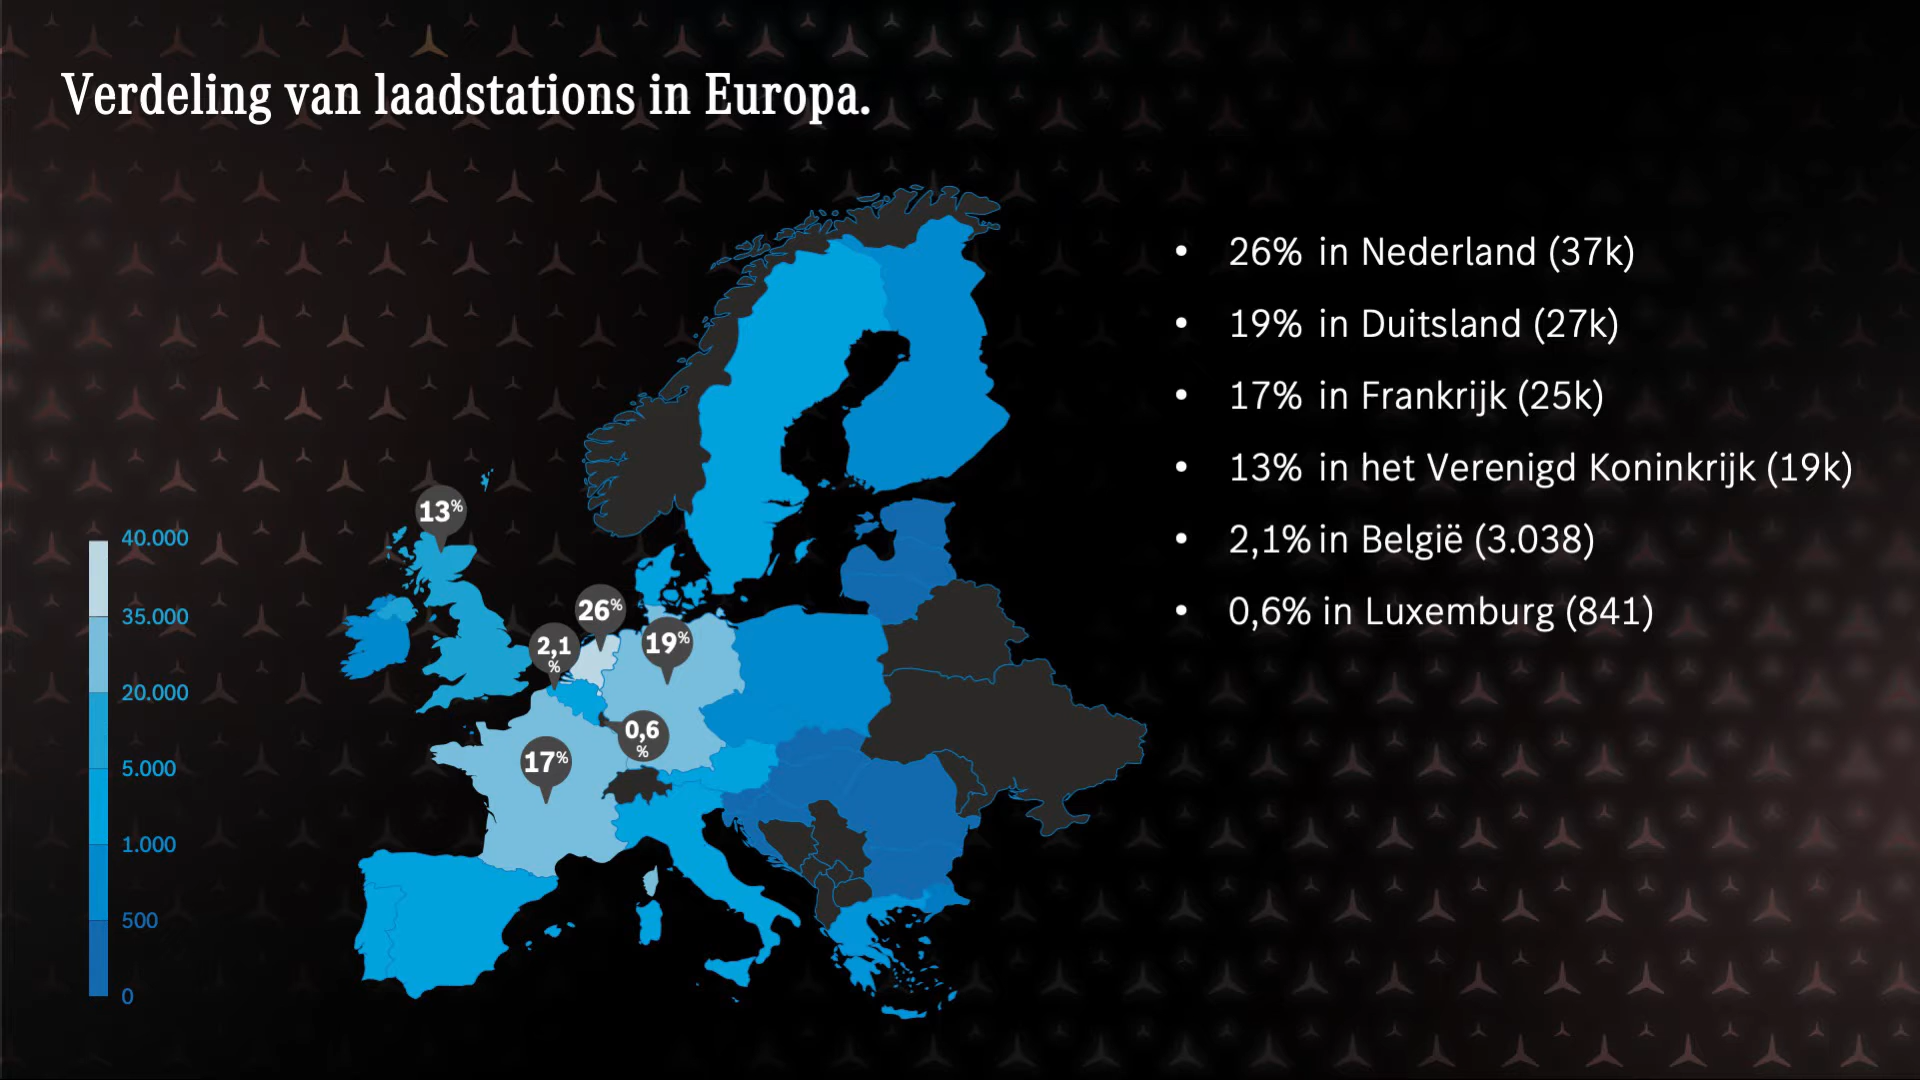 Verdeling van laadstations in Europa.
• 26% in Nederland (37k)
• 19% in Duitsland (27k)
• 17% in Frankrijk (25k)
• 13% in het Verenigd Koninkrijk (19k)
• 2,1% in België (3.038)
• 0,6% in Luxemburg (841)
13%
26%
2,1
%
19%
0,6
%
17%
40.000
35.000
20.000
5.000
1.000
500
0